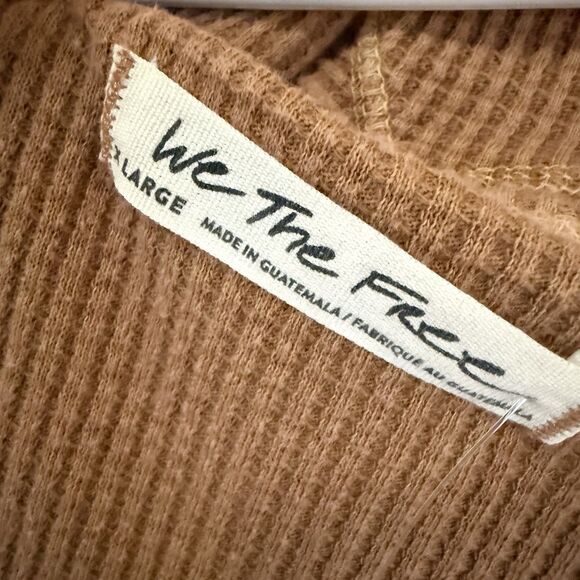 We The Free
X LARGE
MADE IN GUATEMALA / FABRIQUE AU GUATEMALA